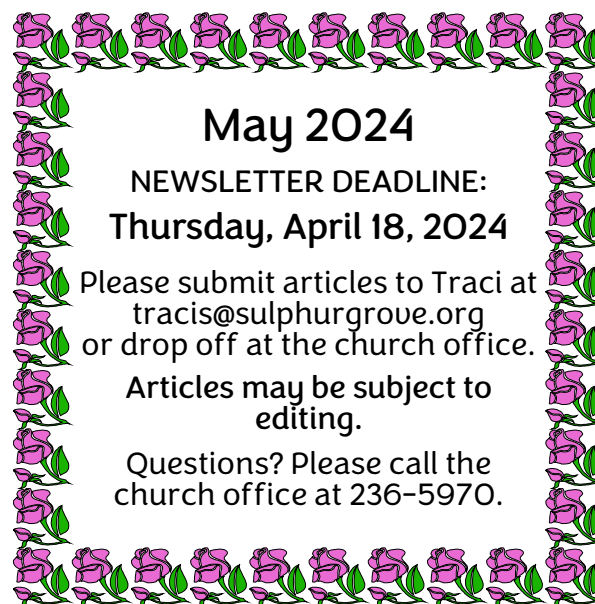 May 2024
NEWSLETTER DEADLINE:
Thursday, April 18, 2024
Please submit articles to Traci at
tracis@sulphurgrove.org
or drop off at the church office.
Articles may be subject to
editing.
Questions? Please call the
church office at 236-5970.